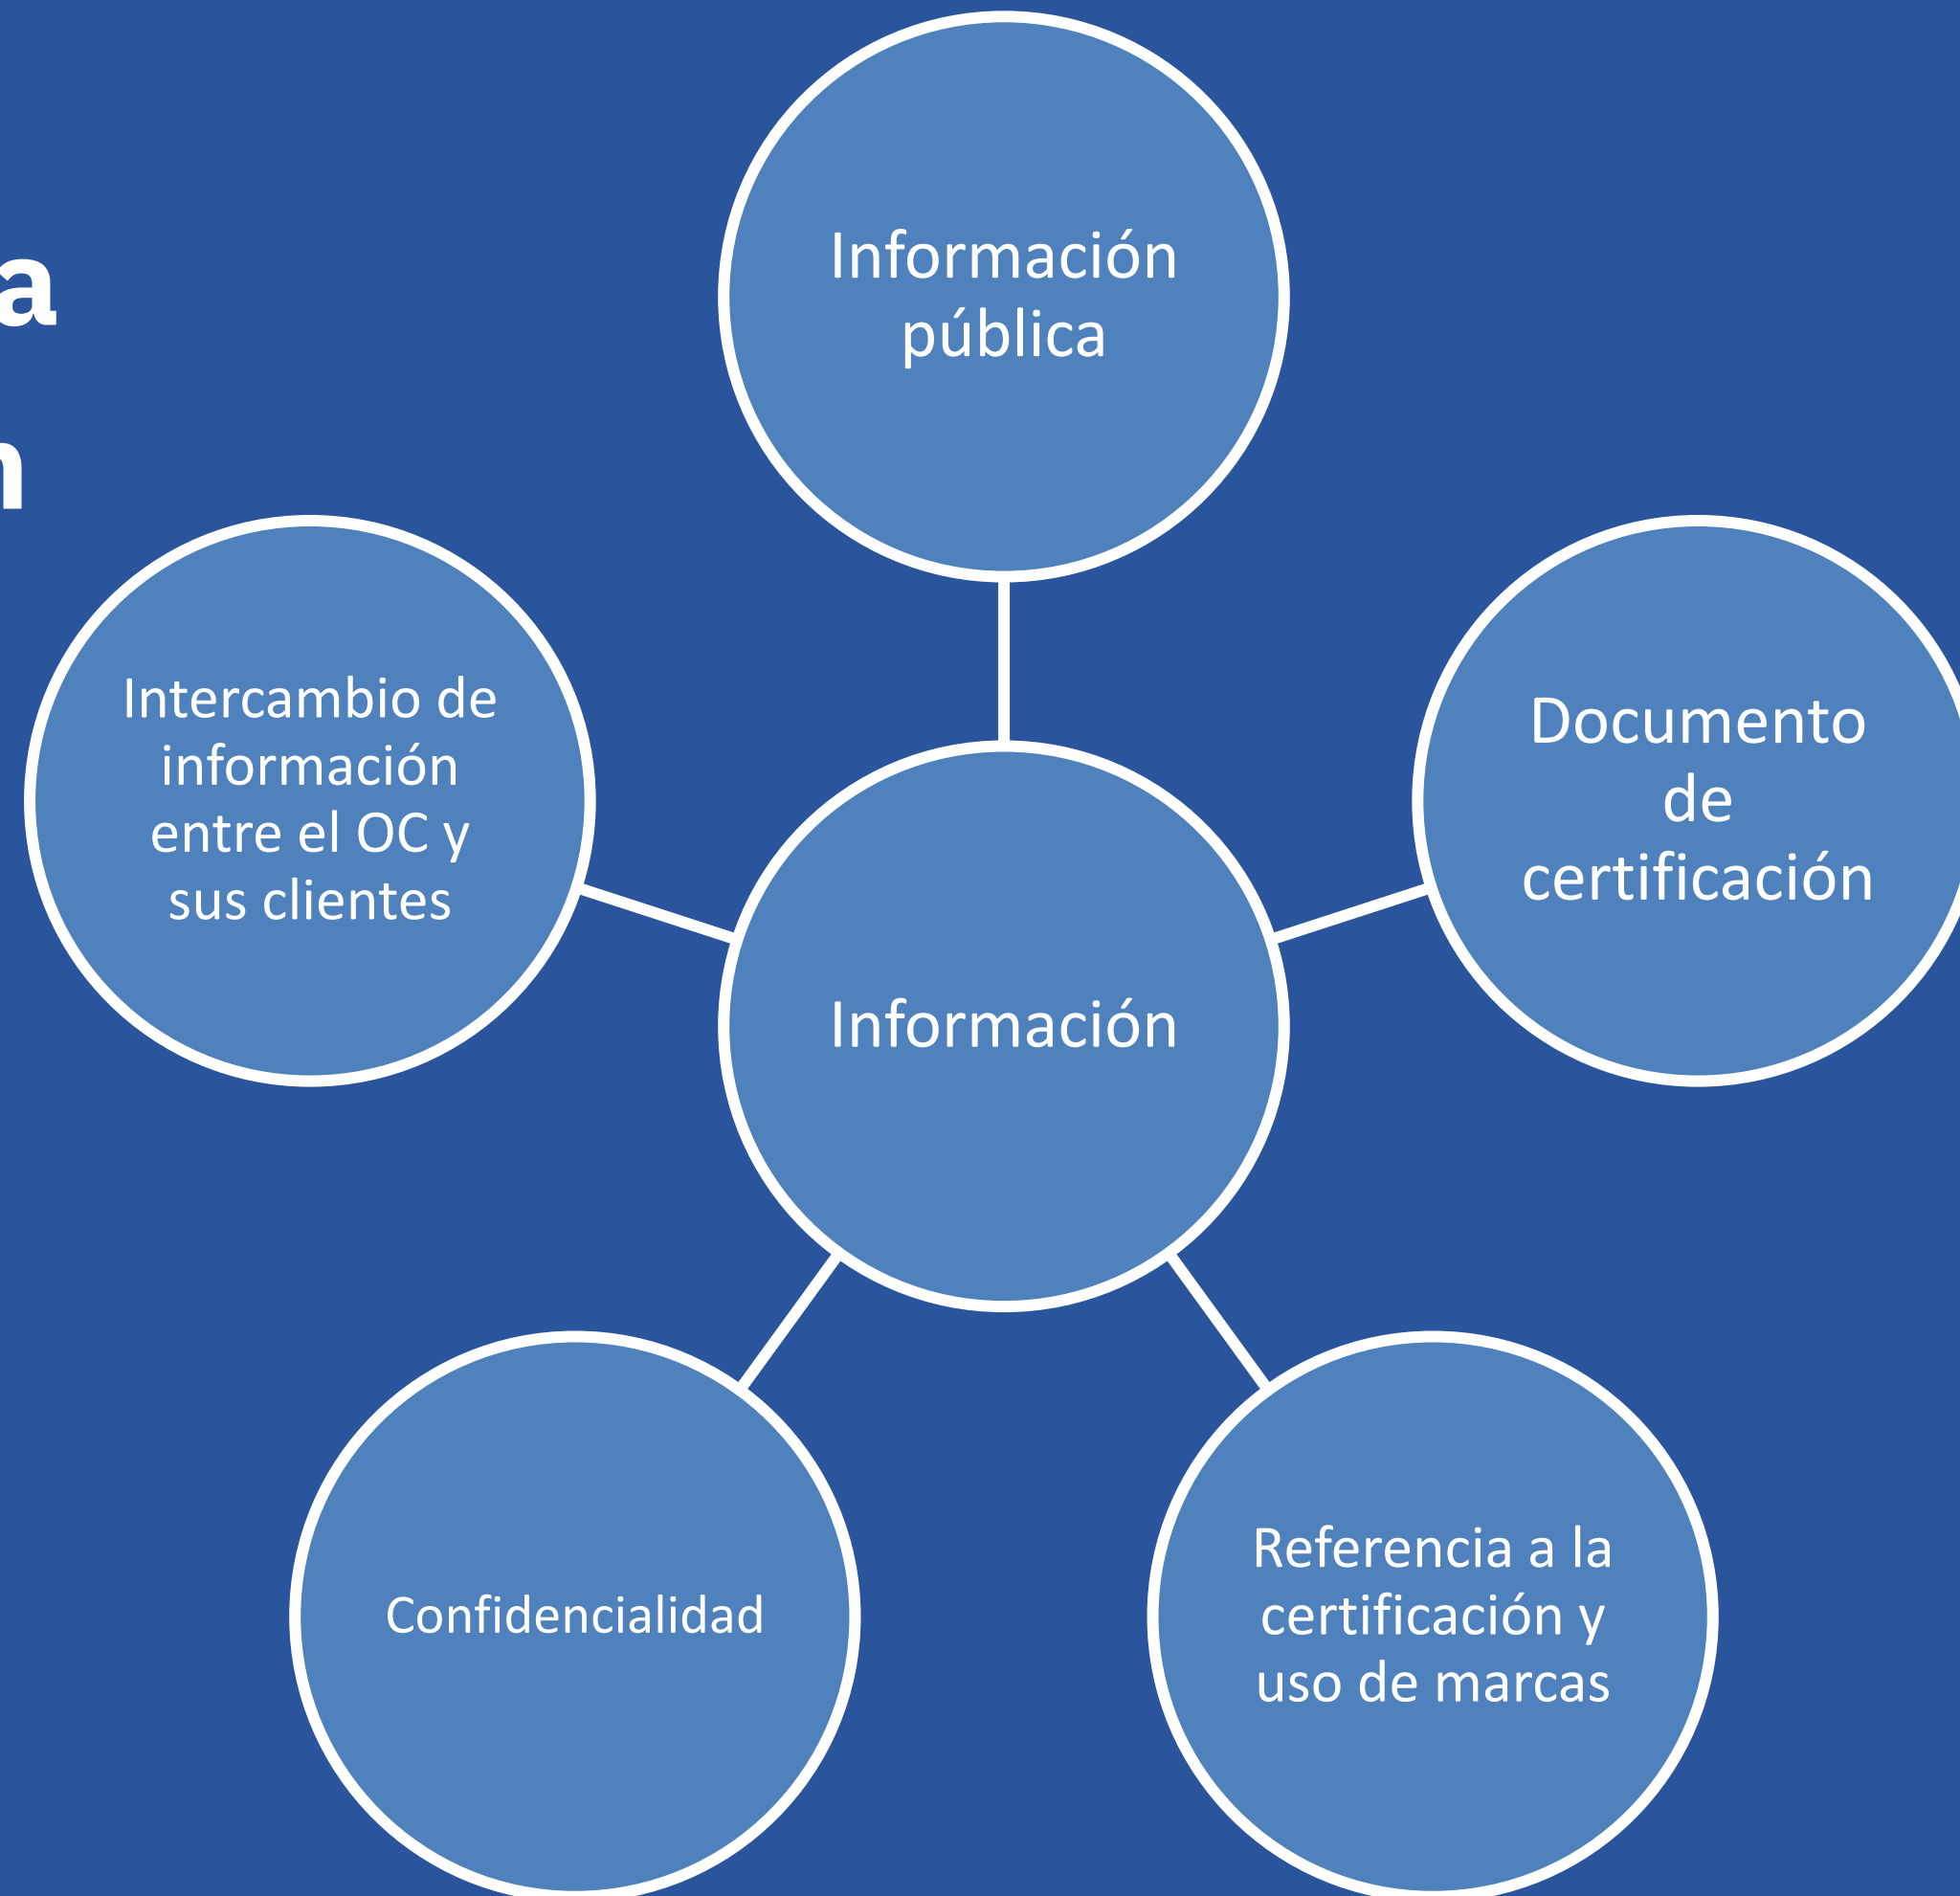 a
n
Información
pública
Intercambio de
información
entre el OC y
sus clientes
Documento
de
certificación
Información
Confidencialidad
Referencia a la
certificación y
uso de marcas